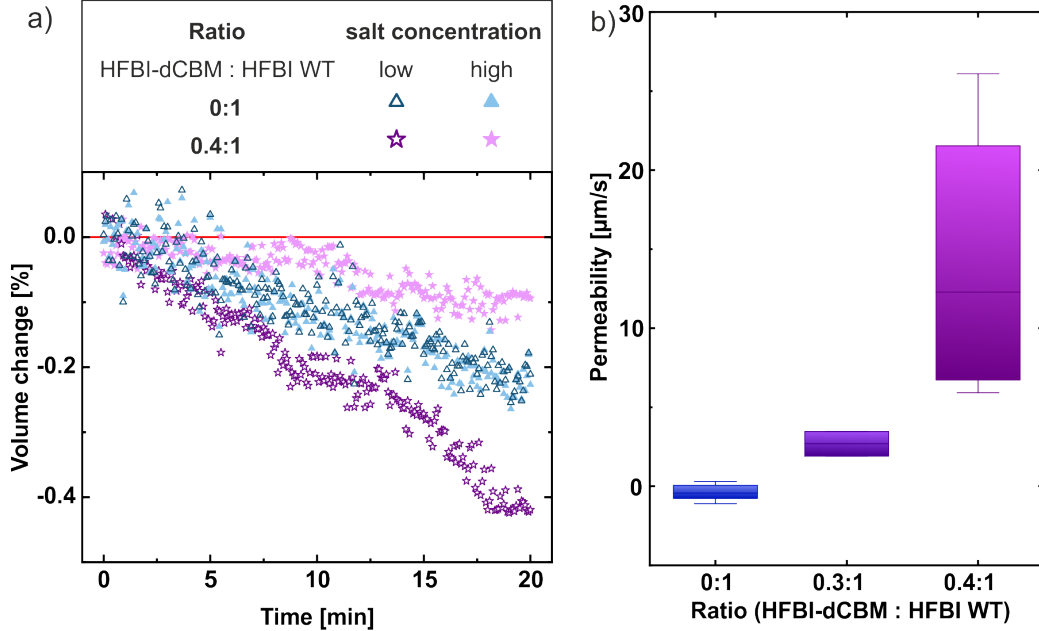 a)
Ratio salt concentration
HFBI-dCBM : HFBI WT low high
0:1
0.4:1
0.0
-0.2
-0.4
Volume change [%]
0 5 10 15 20
Time [min]
b)
30
20
10
0
Permeability [µm/s]
0:1 0.3:1 0.4:1
Ratio (HFBI-dCBM : HFBI WT)